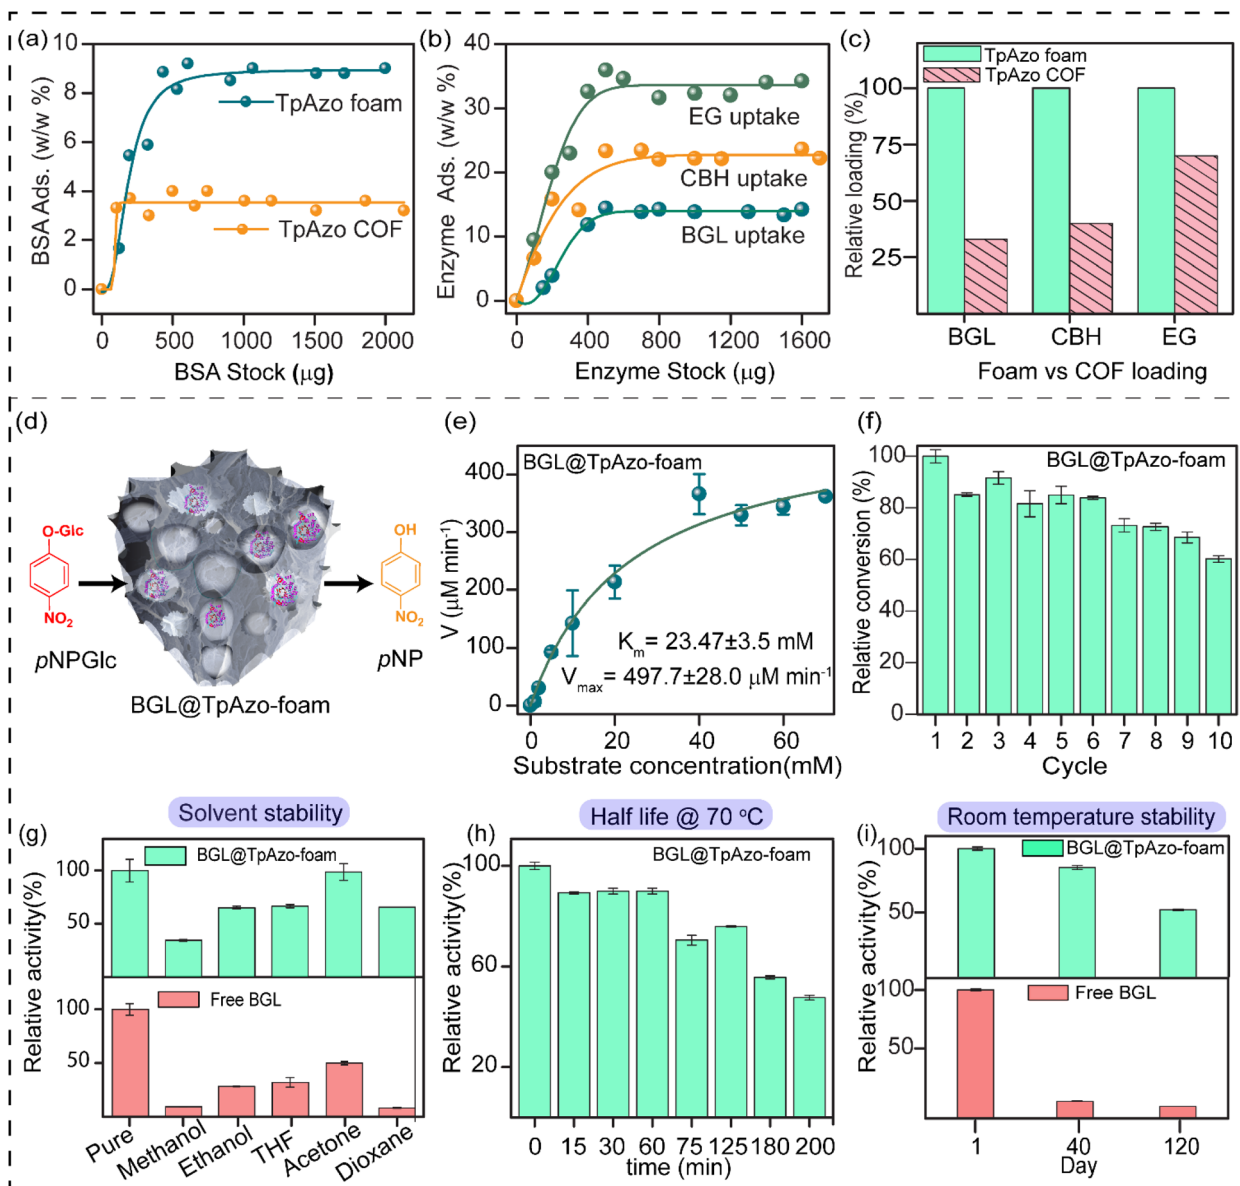 (a)
BSA Ads. (w/w %)
10
8
6
4
2
0
TpAzo foam
TpAzo COF
0
500
1000
1500
2000
BSA Stock (μg)
(b)
Enzyme Ads. (w/w %)
40
30
20
10
0
EG uptake
CBH uptake
BGL uptake
0
400
800
1200
1600
Enzyme Stock (μg)
(c)
TpAzo foam
TpAzo COF
Relative loading (%)
100
75
50
25
BGL
CBH
EG
Foam vs COF loading
(d)
O-Glc
NO2
pNPGlc
BGL@TpAzo-foam
OH
NO2
pNP
(e)
BGL@TpAzo-foam
V (μM min-1)
400
300
200
100
0
Km = 23.47±3.5 mM
Vmax= 497.7±28.0 μM min-1
0
20
40
60
Substrate concentration(mM)
(f)
BGL@TpAzo-foam
Relative conversion (%)
100
80
60
40
20
0
1 2 3 4 5 6 7 8 9 10
Cycle
Solvent stability
(g)
BGL@TpAzo-foam
Relative activity(%)
100
50
Free BGL
100
50
Pure
Methanol
Ethanol
THF
Acetone
Dioxane
Half life @ 70 °C
(h)
BGL@TpAzo-foam
Relative activity(%)
100
60
20
0 15 30 60 75 125 180 200
time (min)
Room temperature stability
(i)
BGL@TpAzo-foam
Relative activity(%)
100
50
Free BGL
100
50
1
40
120
Day